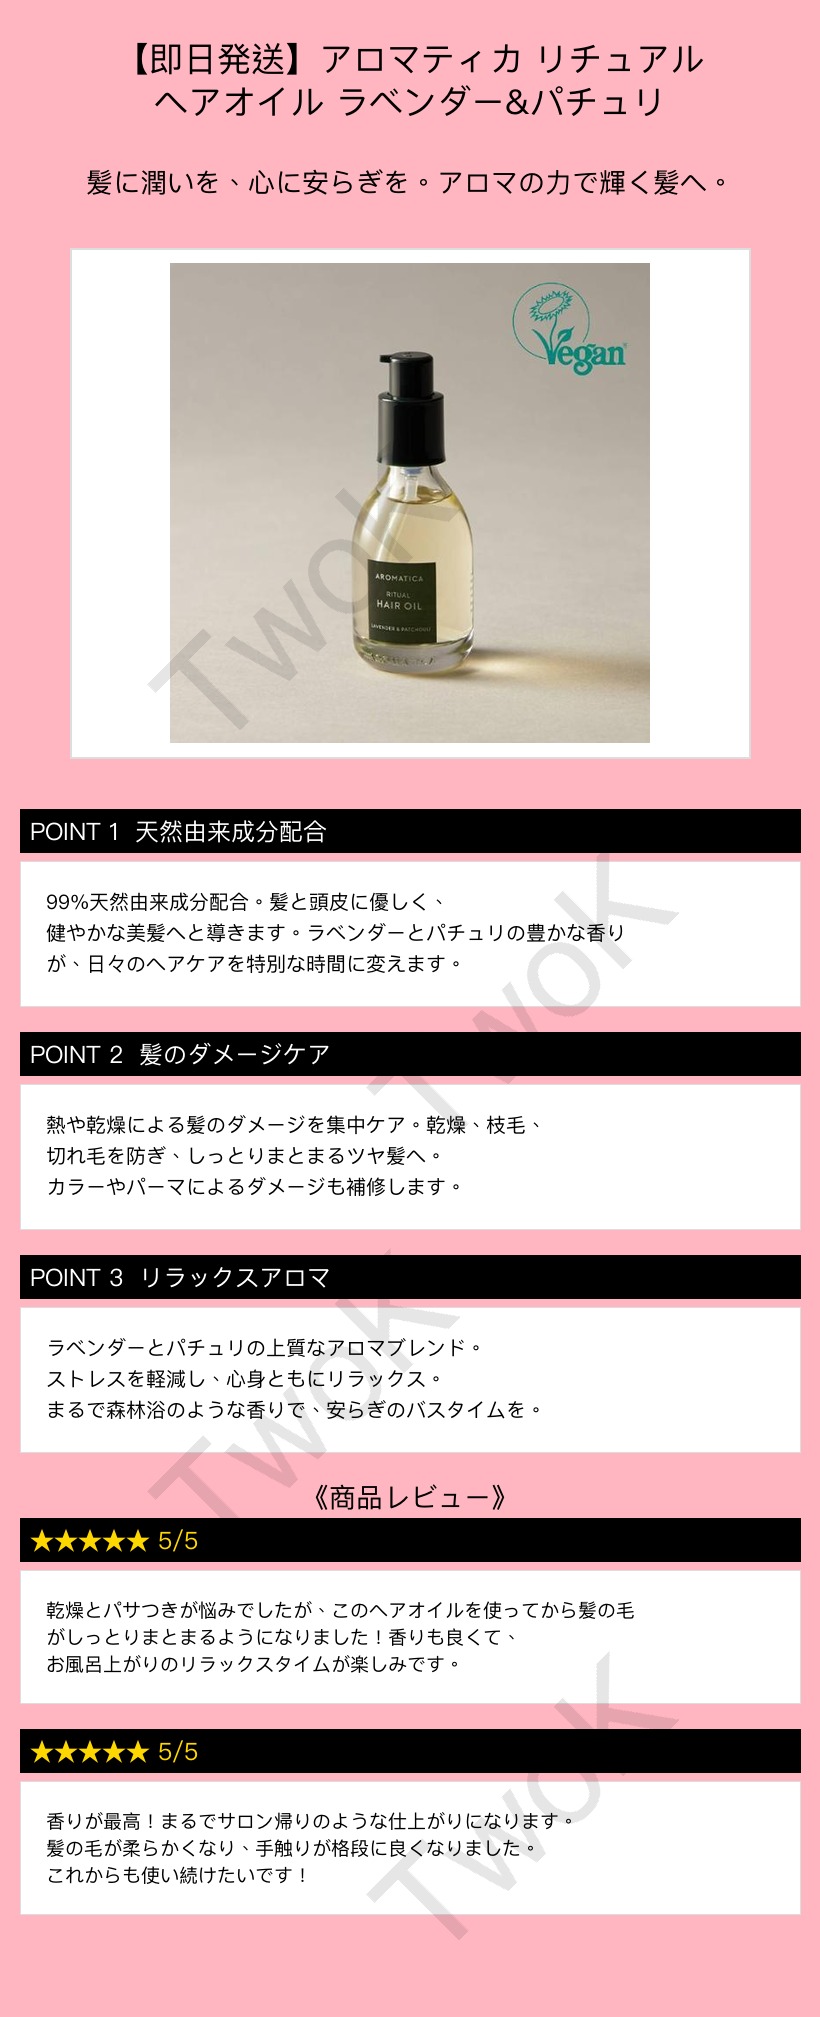 【即日発送】アロマティカ リチュアル
ヘアオイル ラベンダー&パチュリ
髪に潤いを、心に安らぎを。アロマの力で輝く髪へ。
Vegan
AROMATICA
RITUAL
HAIR OIL
LAVENDER & PATCHOULI
TwoK
POINT 1 天然由来成分配合
99%天然由来成分配合。髪と頭皮に優しく、
健やかな美髪へと導きます。ラベンダーとパチュリの豊かな香り
が、日々のヘアケアを特別な時間に変えます。
TwoK
POINT 2 髪のダメージケア
熱や乾燥による髪のダメージを集中ケア。乾燥、枝毛、
切れ毛を防ぎ、しっとりまとまるツヤ髪へ。
カラーやパーマによるダメージも補修します。
POINT 3 リラックスアロマ
ラベンダーとパチュリの上質なアロマブレンド。
ストレスを軽減し、心身ともにリラックス。
まるで森林浴のような香りで、安らぎのバスタイムを。
TwoK
《商品レビュー》
★★★★★ 5/5
乾燥とパサつきが悩みでしたが、このヘアオイルを使ってから髪の毛
がしっとりまとまるようになりました！香りも良くて、
お風呂上がりのリラックスタイムが楽しみです。
★★★★★ 5/5
香りが最高！まるでサロン帰りのような仕上がりになります。
髪の毛が柔らかくなり、手触りが格段に良くなりました。
これからも使い続けたいです！
TwoK